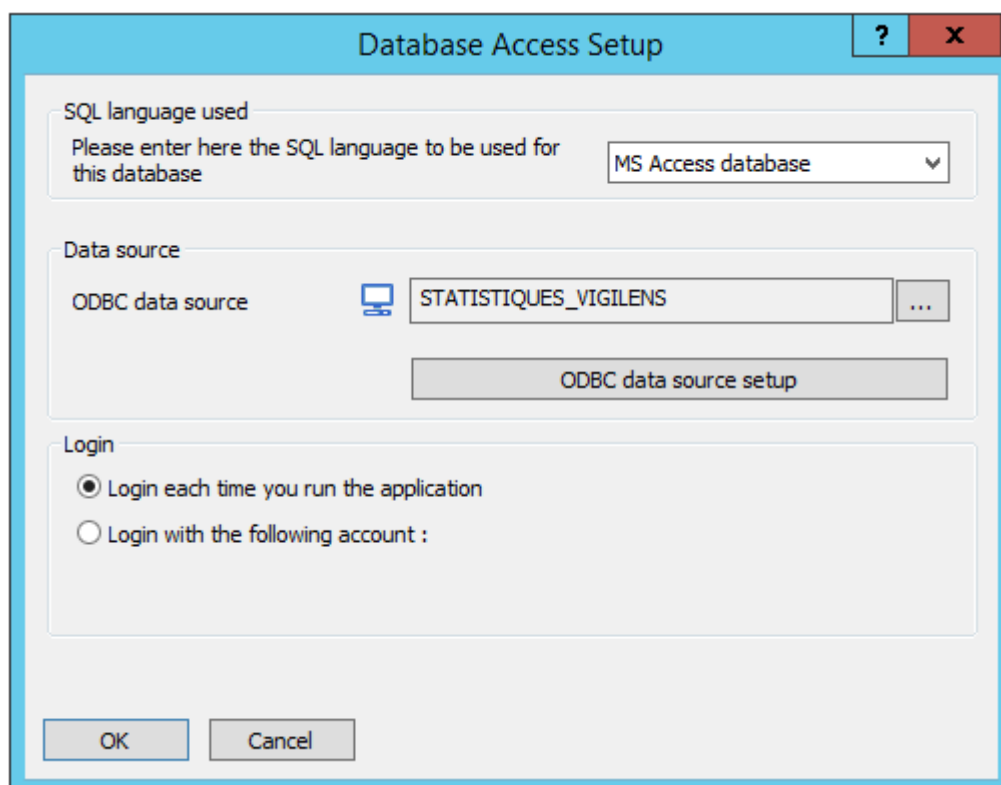 Database Access Setup
?
x
SQL language used
Please enter here the SQL language to be used for
this database
MS Access database
Data source
ODBC data source
STATISTIQUES_VIGILENS
...
ODBC data source setup
Login
Login each time you run the application
Login with the following account :
OK
Cancel